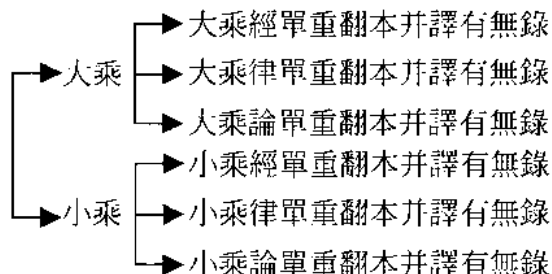 大乘經單重翻本并譯有無錄
大乘 大乘律單重翻本并譯有無錄
大乘論單重翻本并譯有無錄
小乘經單重翻本并譯有無錄
小乘 小乘律單重翻本并譯有無錄
小乘論單重翻本并譯有無錄